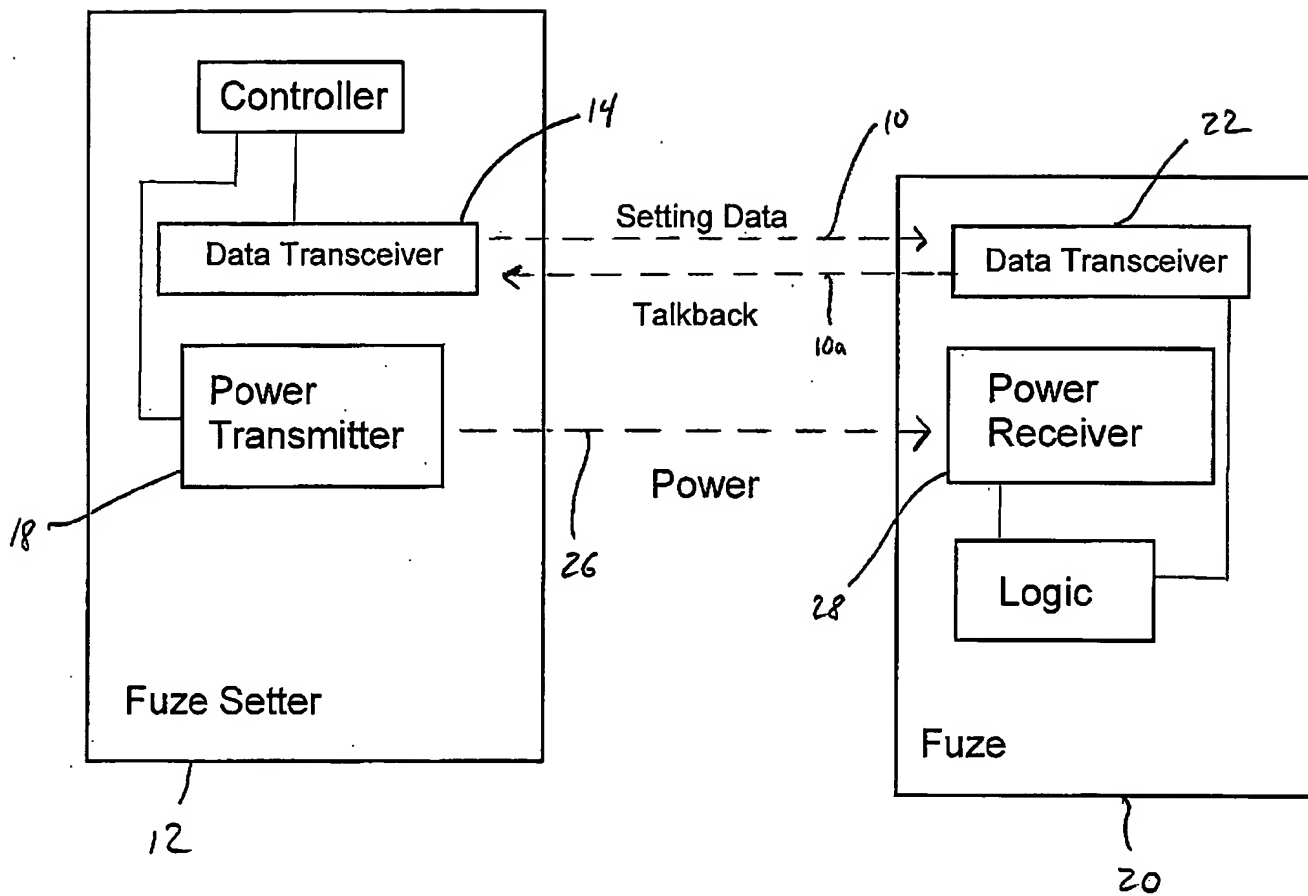 Controller
14
10
22
Setting Data
Data Transceiver
Data Transceiver
Talkback
10a
Power
Transmitter
Power
Receiver
Power
18
26
28
Logic
Fuze Setter
Fuze
12
20